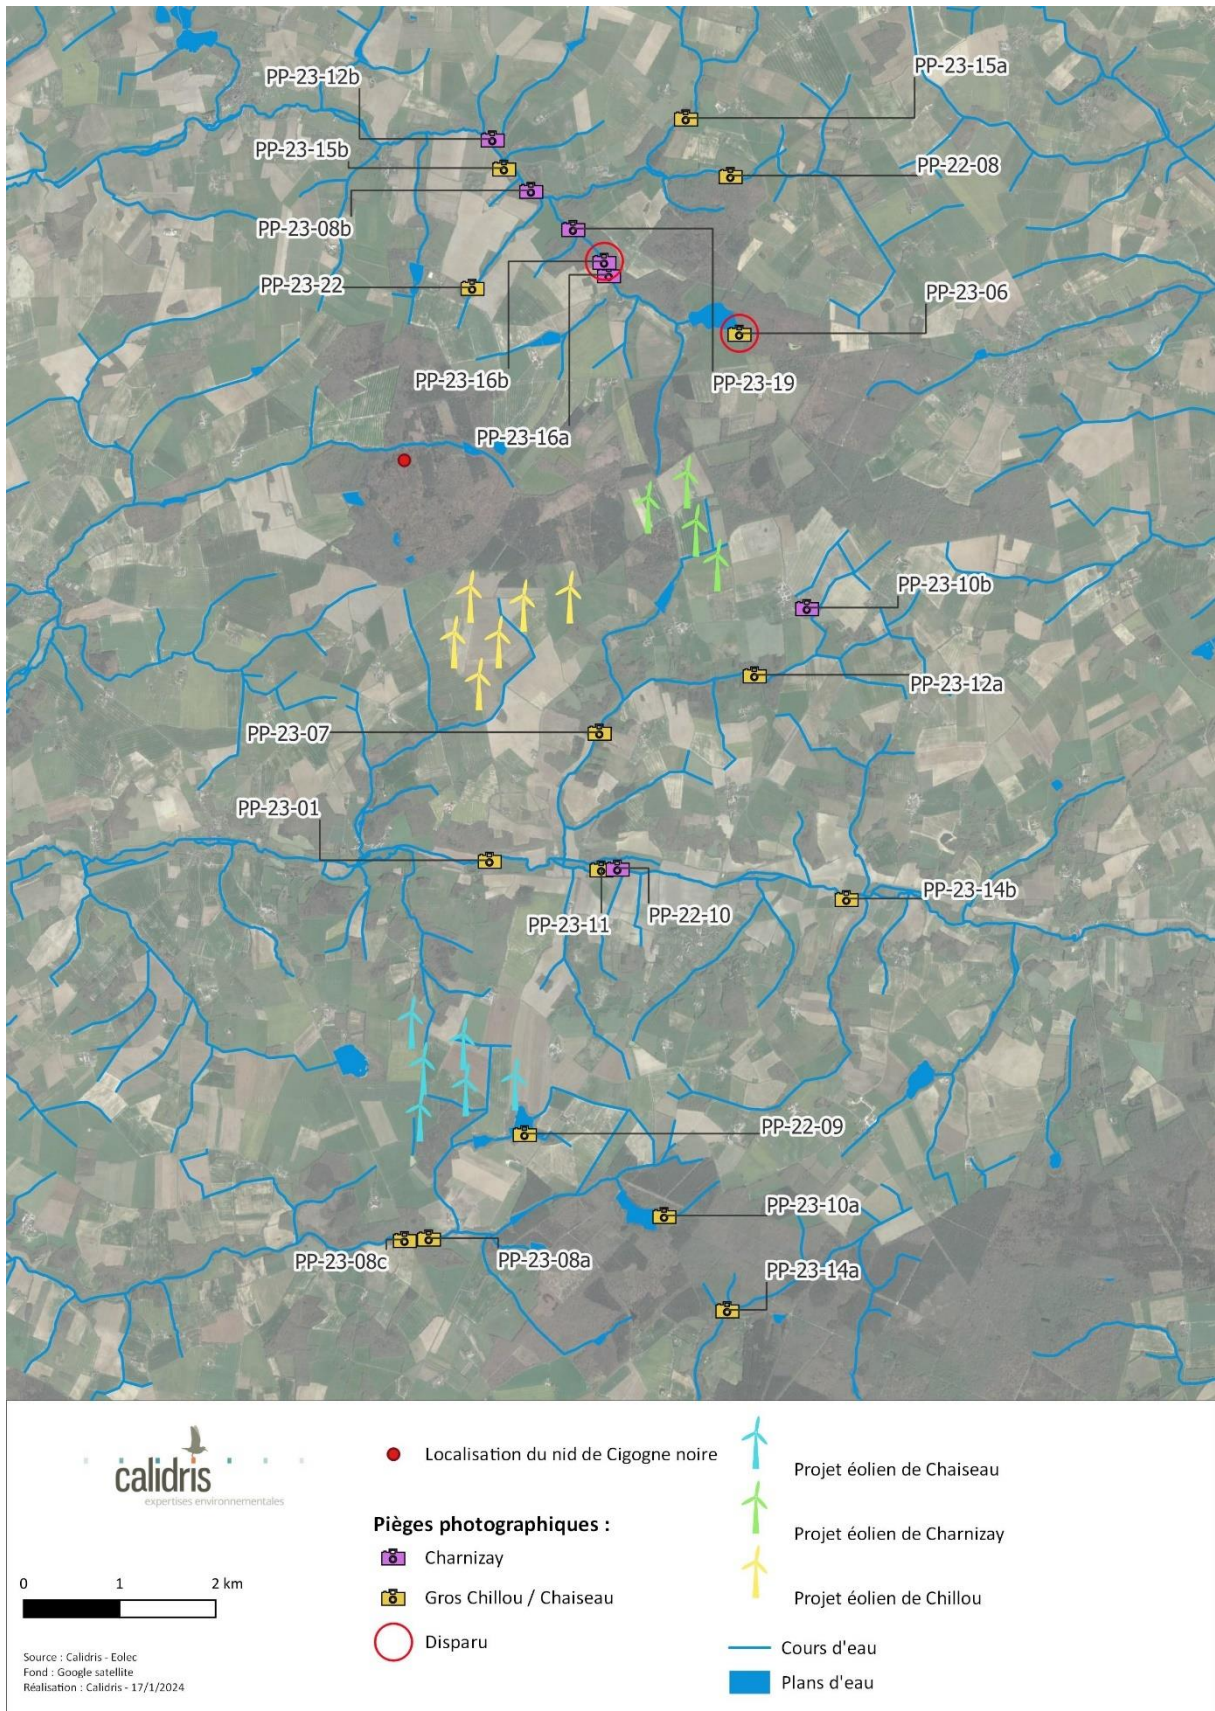 PP-23-12b
PP-23-15a
PP-23-15b
PP-22-08
PP-23-08b
PP-23-22
PP-23-06
PP-23-16b
PP-23-19
PP-23-16a
PP-23-10b
PP-23-12a
PP-23-07
PP-23-01
PP-23-14b
PP-23-11
PP-22-10
PP-22-09
PP-23-10a
PP-23-08c
PP-23-08a
PP-23-14a
calidris
expertises environnementales
0 1 2 km
Source : Calidris - Eolec
Fond : Google satellite
Réalisation : Calidris - 17/1/2024
Localisation du nid de Cigogne noire
Pièges photographiques :
Charnizay
Gros Chillou / Chaiseau
Disparu
Projet éolien de Chaiseau
Projet éolien de Charnizay
Projet éolien de Chillou
Cours d'eau
Plans d'eau